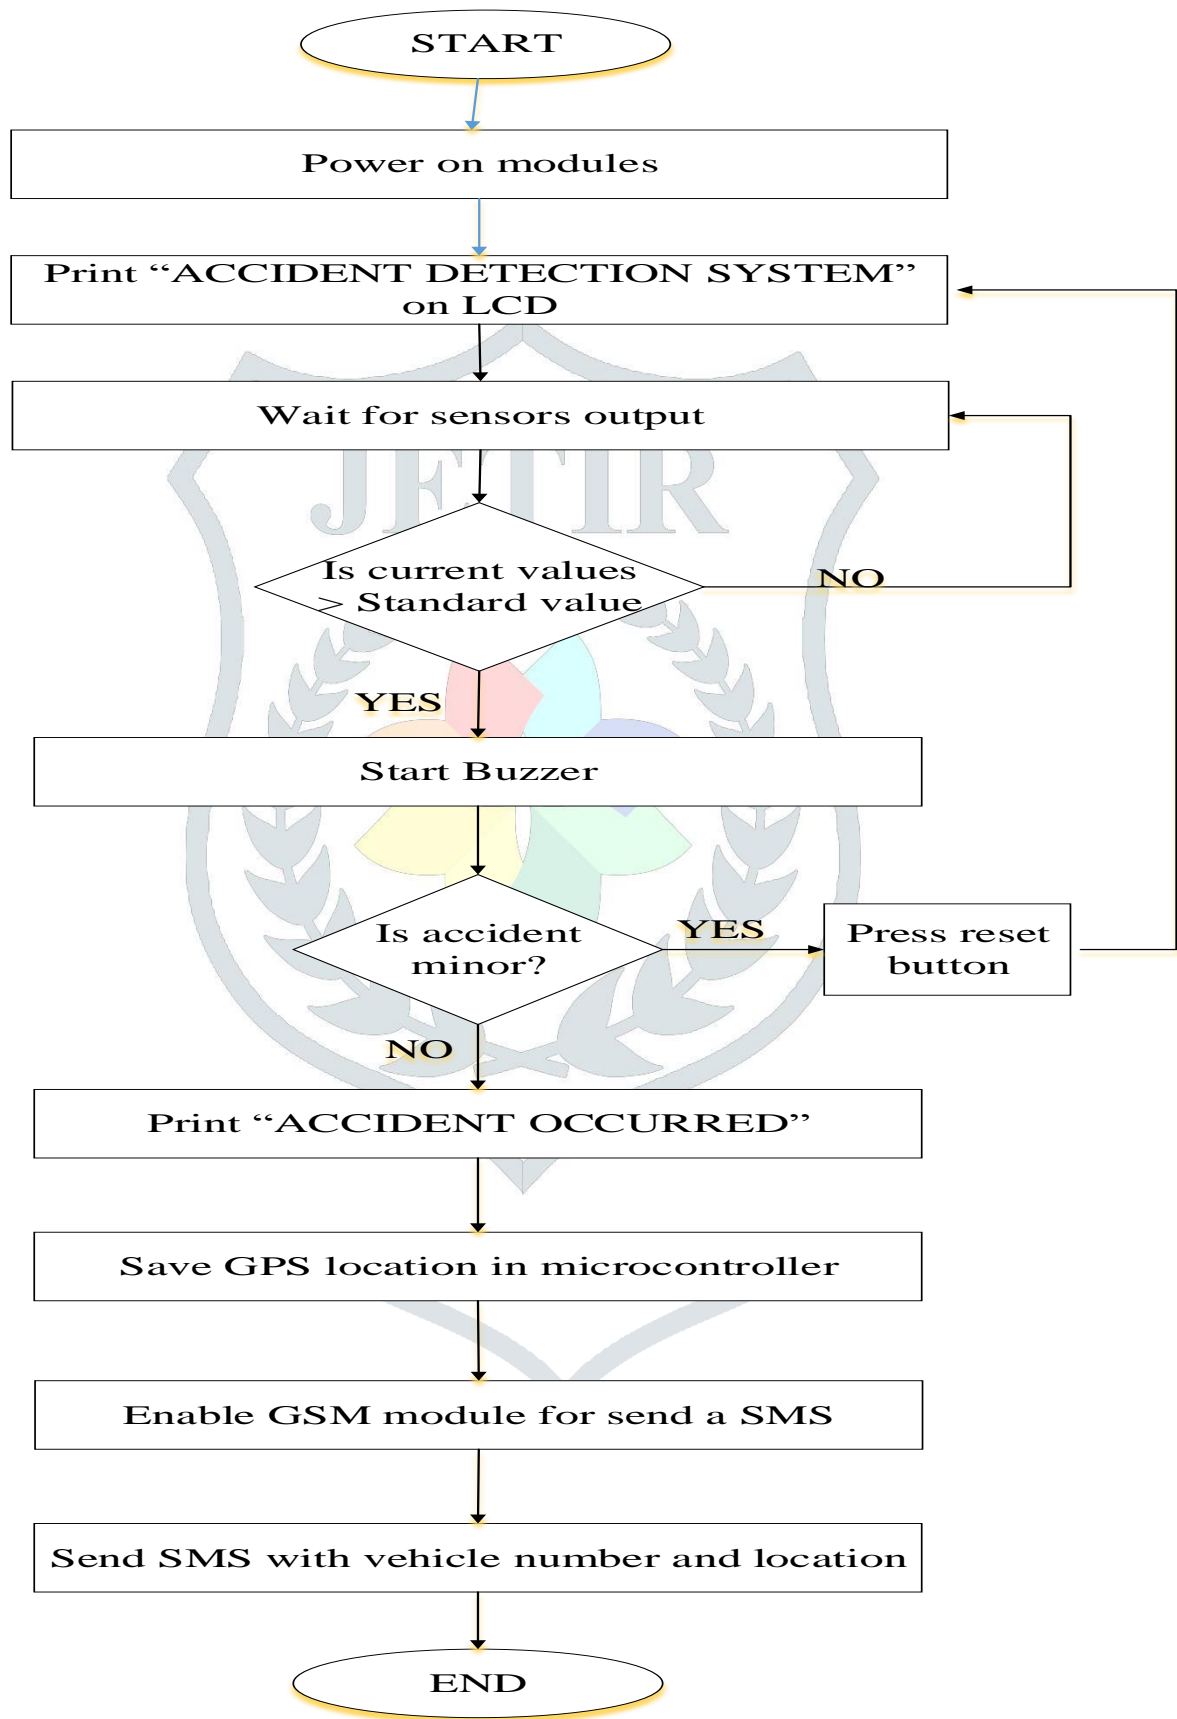 START
Power on modules
Print “ACCIDENT DETECTION SYSTEM”
on LCD
Wait for sensors output
JETIR
Is current values
> Standard value
NO
YES
Start Buzzer
Is accident
minor?
YES
Press reset
button
NO
Print “ACCIDENT OCCURRED”
Save GPS location in microcontroller
Enable GSM module for send a SMS
Send SMS with vehicle number and location
END